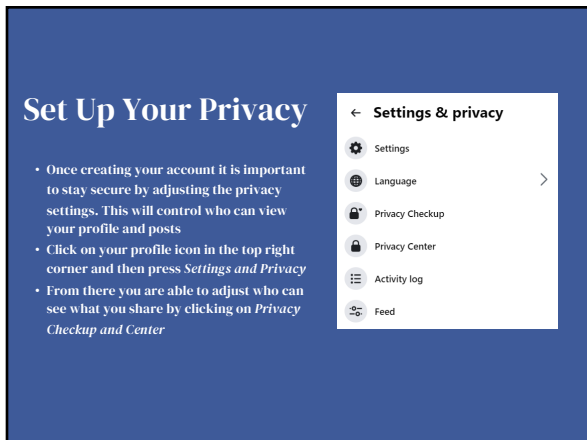 Set Up Your Privacy
• Once creating your account it is important
to stay secure by adjusting the privacy
settings. This will control who can view
your profile and posts
• Click on your profile icon in the top right
corner and then press Settings and Privacy
• From there you are able to adjust who can
see what you share by clicking on Privacy
Checkup and Center
Settings & privacy
Settings
Language
Privacy Checkup
Privacy Center
Activity log
Feed